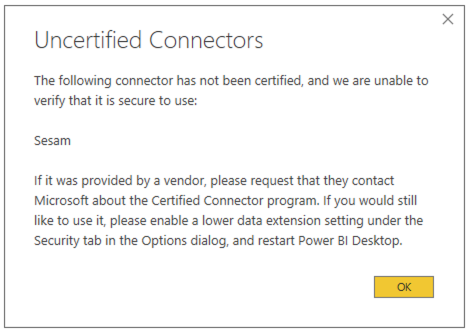 Uncertified Connectors
The following connector has not been certified, and we are unable to
verify that it is secure to use:
Sesam
If it was provided by a vendor, please request that they contact
Microsoft about the Certified Connector program. If you would still
like to use it, please enable a lower data extension setting under the
Security tab in the Options dialog, and restart Power BI Desktop.
OK